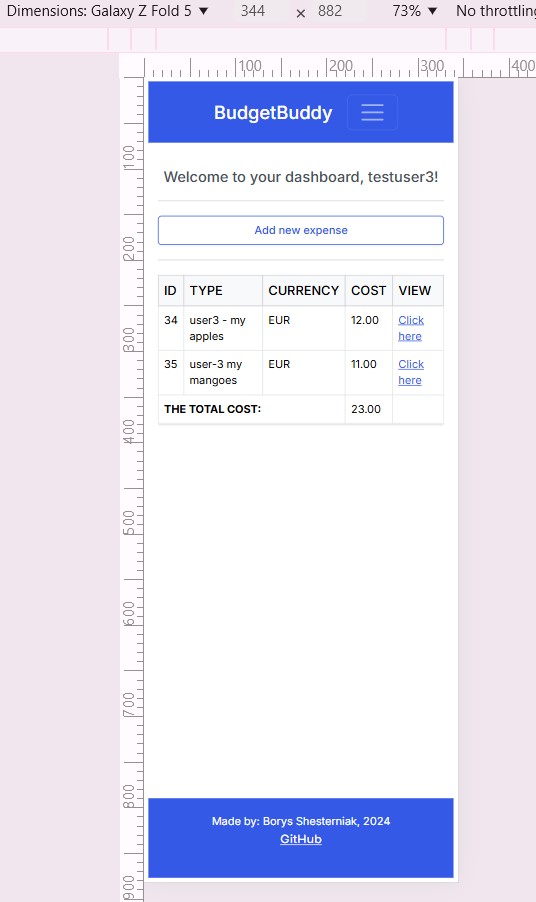 Dimensions: Galaxy Z Fold 5 ▼ 344 × 882 73% ▼ No throttling
100 200 300 400
100
200
300
400
500
600
700
800
900
BudgetBuddy
Welcome to your dashboard, testuser3!
Add new expense
ID TYPE CURRENCY COST VIEW
34 user3 - my apples EUR 12.00 Click here
35 user-3 my mangoes EUR 11.00 Click here
THE TOTAL COST: 23.00
Made by: Borys Shesterniak, 2024
GitHub